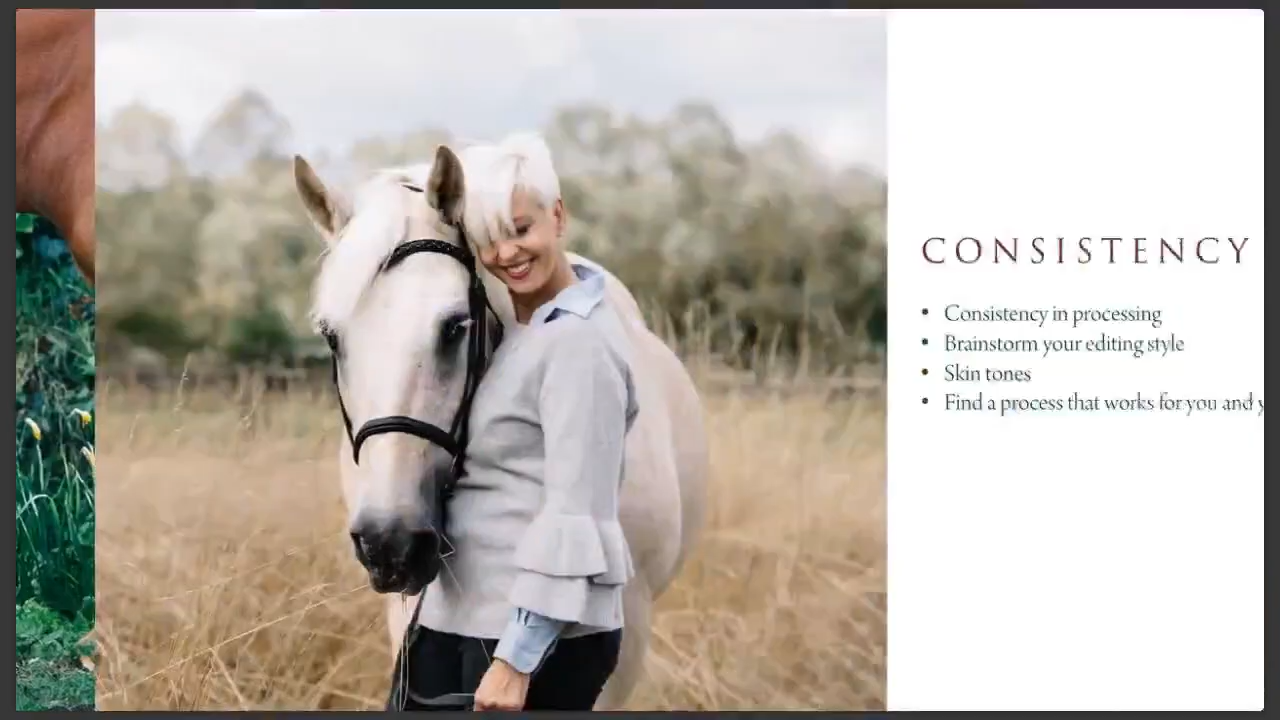 CONSISTENCY
• Consistency in processing
• Brainstorm your editing style
• Skin tones
• Find a process that works for you and